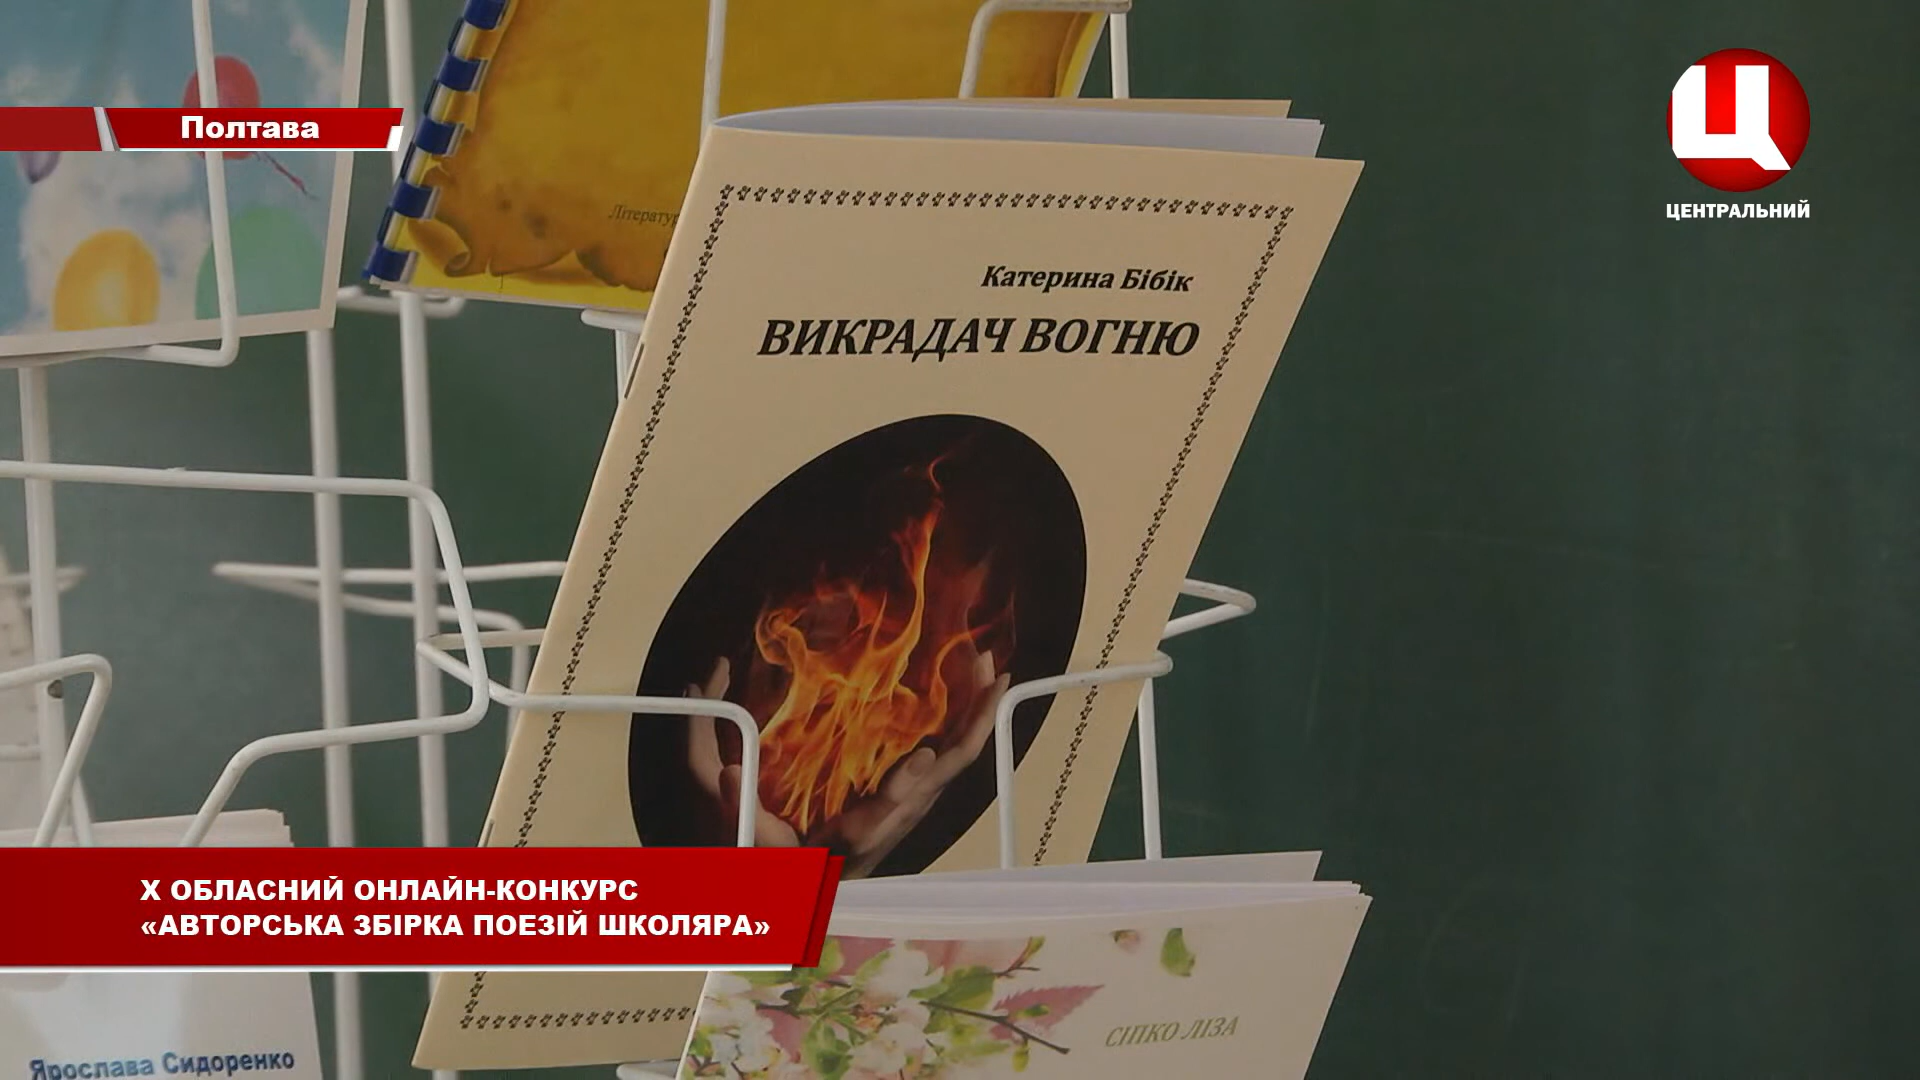 Полтава
ЦЕНТРАЛЬНИЙ
Катерина Бібік
ВИКРАДАЧ ВОГНЮ
Х ОБЛАСНИЙ ОНЛАЙН-КОНКУРС
«АВТОРСЬКА ЗБІРКА ПОЕЗІЙ ШКОЛЯРА»
СІПКО ЛІЗА
Ярослава Сидоренко